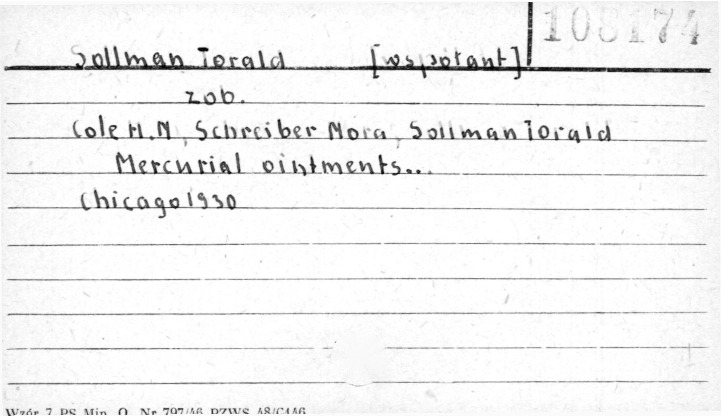 108174
Sollman Torald [współaut]
zob.
Cole H.N, Schreiber Nora, Sollman Torald
Mercurial ointments...
Chicago 1930
Wzór 7 PS Min. O. Nr 797/46 PZWS 48/C446